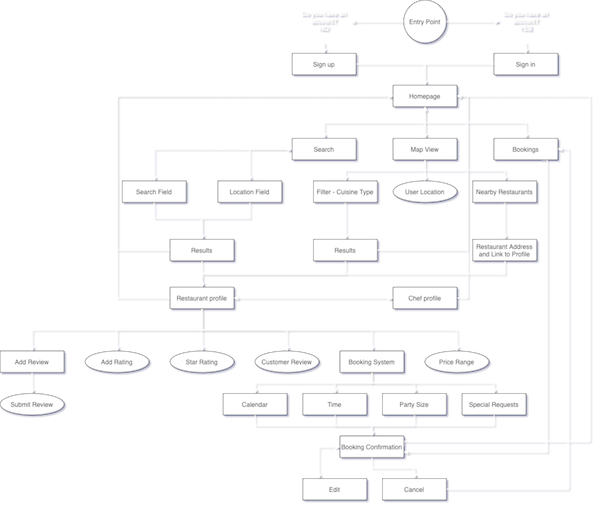 Do you have an
account?
NO
Entry Point
Do you have an
account?
YES
Sign up
Sign in
Homepage
Search
Map View
Bookings
Search Field
Location Field
Filter - Cuisine Type
User Location
Nearby Restaurants
Results
Results
Restaurant Address
and Link to Profile
Restaurant profile
Chef profile
Add Review
Add Rating
Star Rating
Customer Review
Booking System
Price Range
Submit Review
Calendar
Time
Party Size
Special Requests
Booking Confirmation
Edit
Cancel